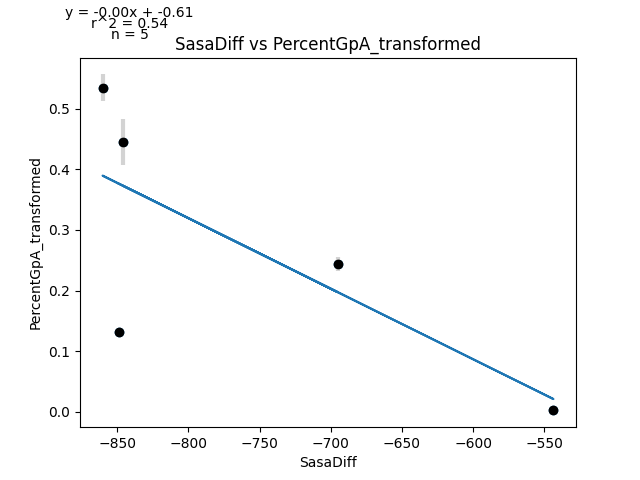 y = -0.00x + -0.61
r^2 = 0.54
n = 5
SasaDiff vs PercentGpA_transformed
PercentGpA_transformed
0.5
0.4
0.3
0.2
0.1
0.0
−850 −800 −750 −700 −650 −600 −550
SasaDiff